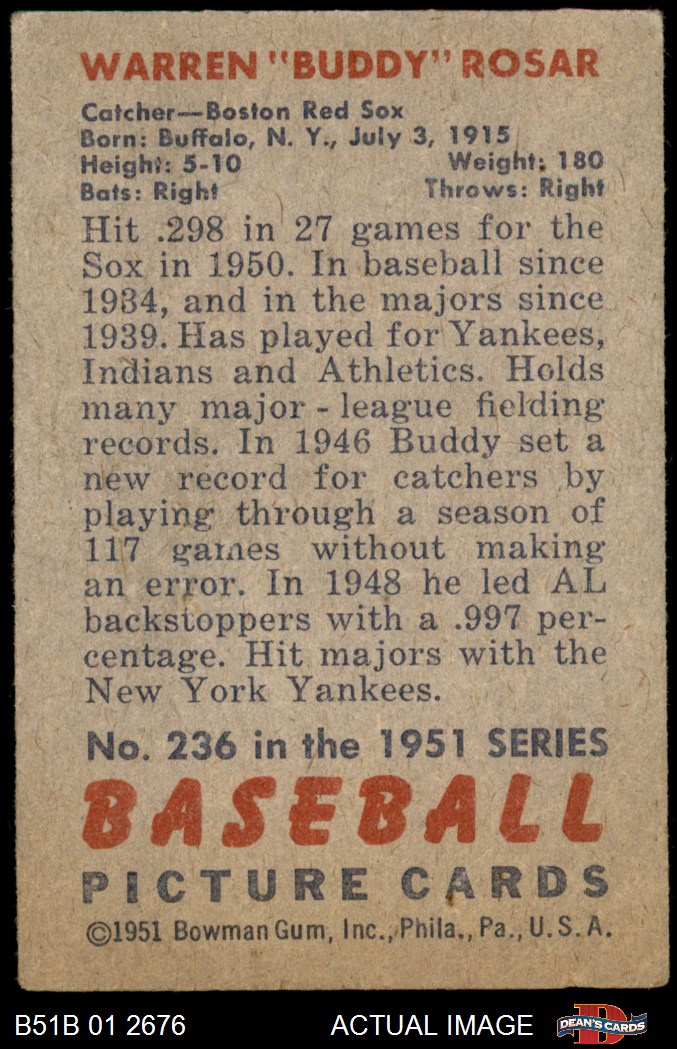 WARREN "BUDDY" ROSAR
Catcher—Boston Red Sox
Born: Buffalo, N. Y., July 3, 1915
Height: 5-10 Weight: 180
Bats: Right Throws: Right
Hit .298 in 27 games for the
Sox in 1950. In baseball since
1934, and in the majors since
1939. Has played for Yankees,
Indians and Athletics. Holds
many major - league fielding
records. In 1946 Buddy set a
new record for catchers by
playing through a season of
117 games without making
an error. In 1948 he led AL
backstoppers with a .997 per-
centage. Hit majors with the
New York Yankees.
No. 236 in the 1951 SERIES
BASEBALL
PICTURE CARDS
©1951 Bowman Gum, Inc., Phila., Pa., U. S. A.
B51B 01 2676 ACTUAL IMAGE DEAN'S CARDS